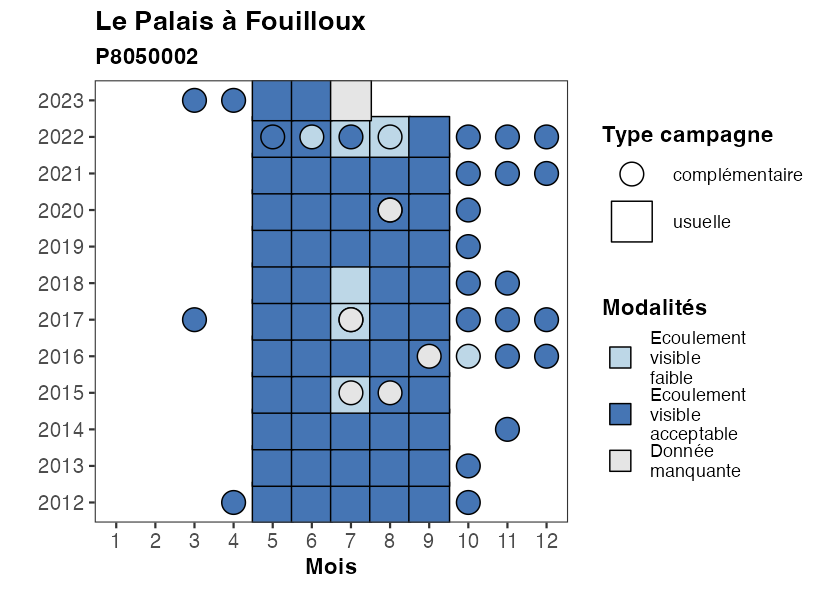 Le Palais à Fouilloux
P8050002
2023
2022
2021
2020
2019
2018
2017
2016
2015
2014
2013
2012
1 2 3 4 5 6 7 8 9 10 11 12
Mois
Type campagne
complémentaire
usuelle
Modalités
Ecoulement
visible
faible
Ecoulement
visible
acceptable
Donnée
manquante